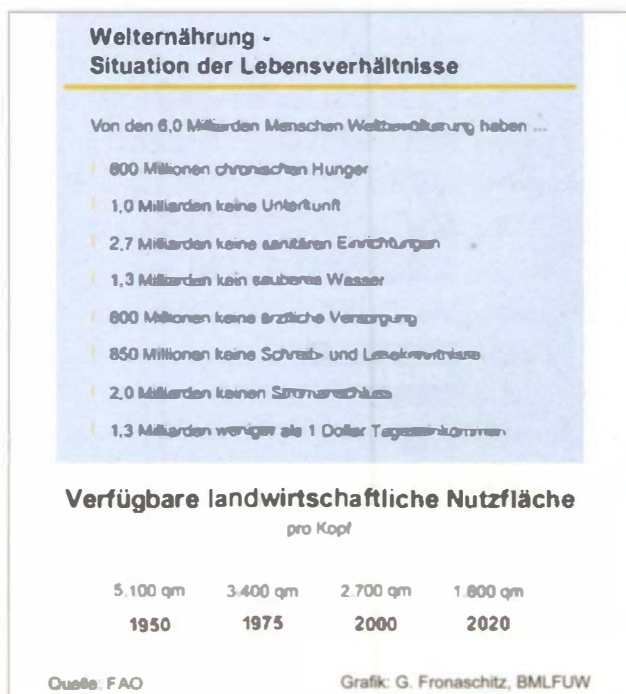 Welternährung -
Situation der Lebensverhältnisse
Von den 6,0 Milliarden Menschen Weltbevölkerung haben ...
800 Millionen chronischen Hunger
1,0 Milliarden keine Unterkunft
2,7 Milliarden keine sanitären Einrichtungen
1,3 Milliarden kein sauberes Wasser
800 Millionen keine ärztliche Versorgung
850 Millionen keine Schreib- und Lesekenntnisse
2,0 Milliarden keinen Stromanschluss
1,3 Milliarden weniger als 1 Dollar Tageseinkommen
Verfügbare landwirtschaftliche Nutzfläche
pro Kopf
5.100 qm 3.400 qm 2.700 qm 1.800 qm
1950 1975 2000 2020
Quelle: FAO Grafik: G. Fronaschitz, BMLFUW